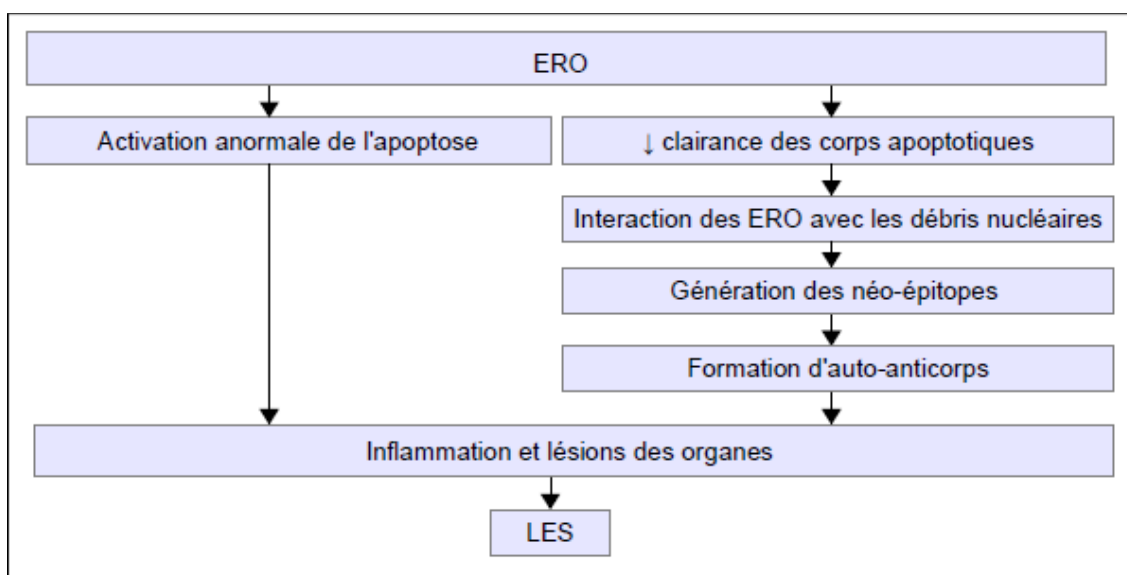 ERO
Activation anormale de l'apoptose
↓ clairance des corps apoptotiques
Interaction des ERO avec les débris nucléaires
Génération des néo-épitopes
Formation d'auto-anticorps
Inflammation et lésions des organes
LES